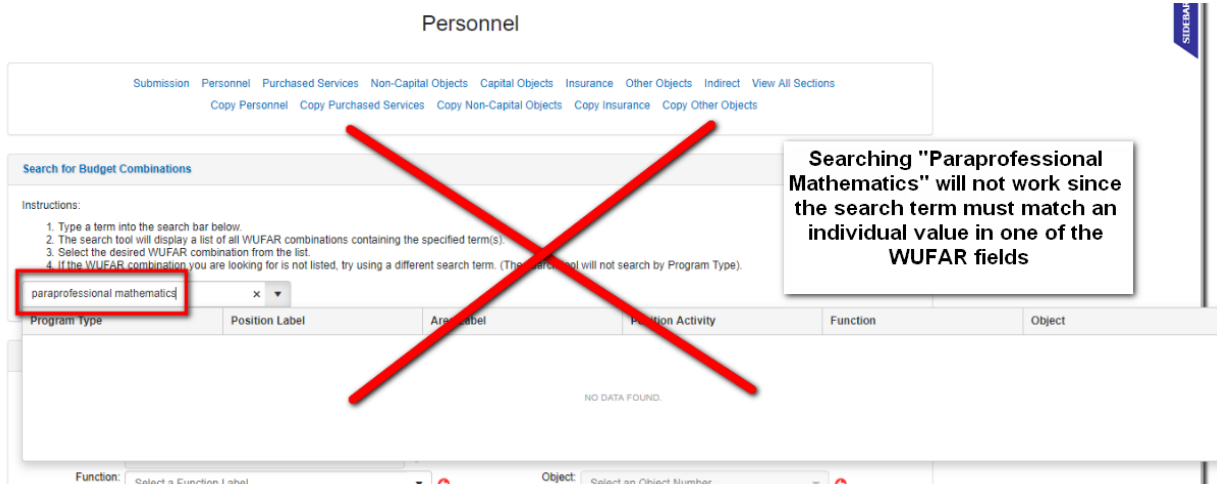 Personnel
SIDEBAR
Submission Personnel Purchased Services Non-Capital Objects Capital Objects Insurance Other Objects Indirect View All Sections
Copy Personnel Copy Purchased Services Copy Non-Capital Objects Copy Insurance Copy Other Objects
Search for Budget Combinations
Searching "Paraprofessional
Mathematics" will not work since
the search term must match an
individual value in one of the
WUFAR fields
Instructions:
1. Type a term into the search bar below.
2. The search tool will display a list of all WUFAR combinations containing the specified term(s).
3. Select the desired WUFAR combination from the list.
4. If the WUFAR combination you are looking for is not listed, try using a different search term. (The search tool will not search by Program Type).
paraprofessional mathematics
Program Type Position Label Area Label Position Activity Function Object
NO DATA FOUND.
Function: Select a Function Label Object: Select an Object Number